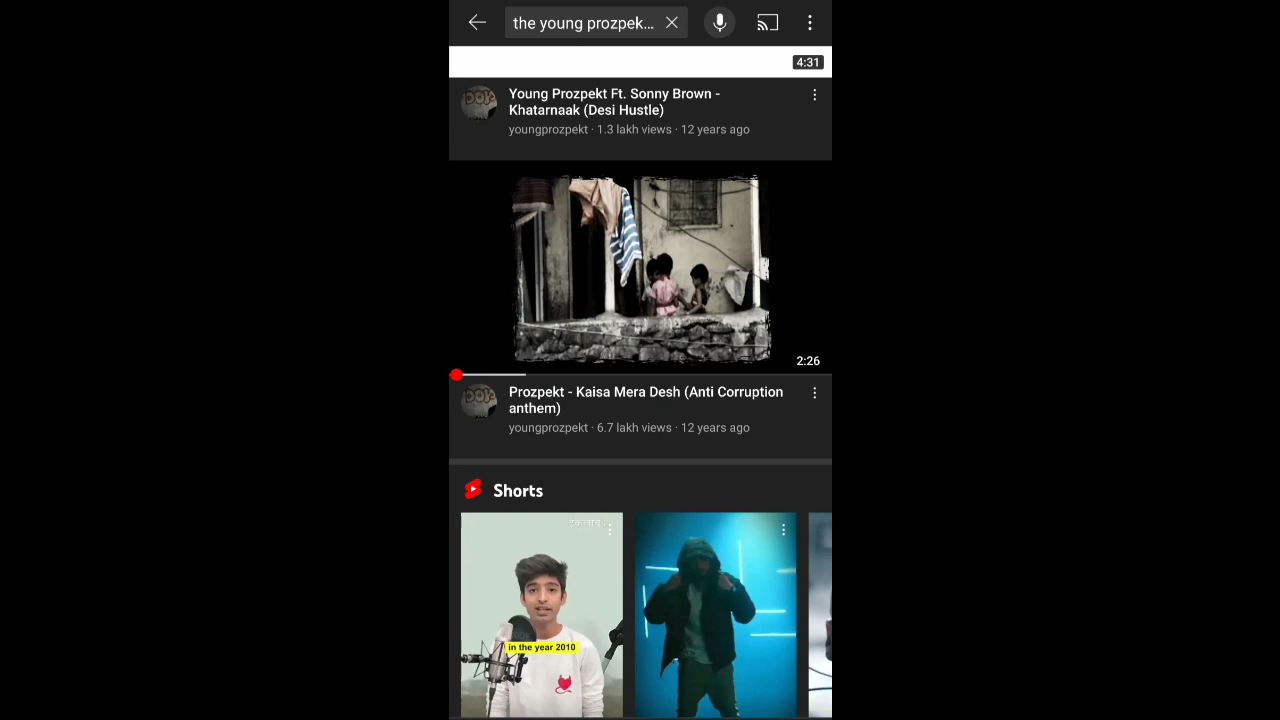 the young prozpek...
4:31
Young Prozpekt Ft. Sonny Brown -
Khatarnaak (Desi Hustle)
youngprozpekt · 1.3 lakh views · 12 years ago
2:26
Prozpekt - Kaisa Mera Desh (Anti Corruption
anthem)
youngprozpekt · 6.7 lakh views · 12 years ago
Shorts
in the year 2010